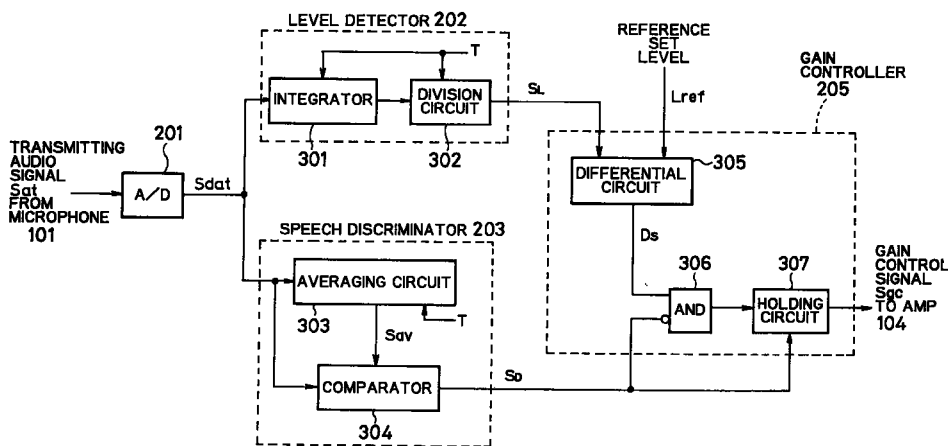 LEVEL DETECTOR 202
T
INTEGRATOR
301
DIVISION
CIRCUIT
302
SL
REFERENCE
SET
LEVEL
Lref
GAIN
CONTROLLER
205
TRANSMITTING
AUDIO
SIGNAL
Sat
FROM
MICROPHONE
101
201
A/D
Sdat
DIFFERENTIAL
CIRCUIT
305
Ds
SPEECH DISCRIMINATOR 203
AVERAGING CIRCUIT
303
T
Sav
COMPARATOR
304
SD
306
AND
307
HOLDING
CIRCUIT
GAIN
CONTROL
SIGNAL
Sgc
TO AMP
104